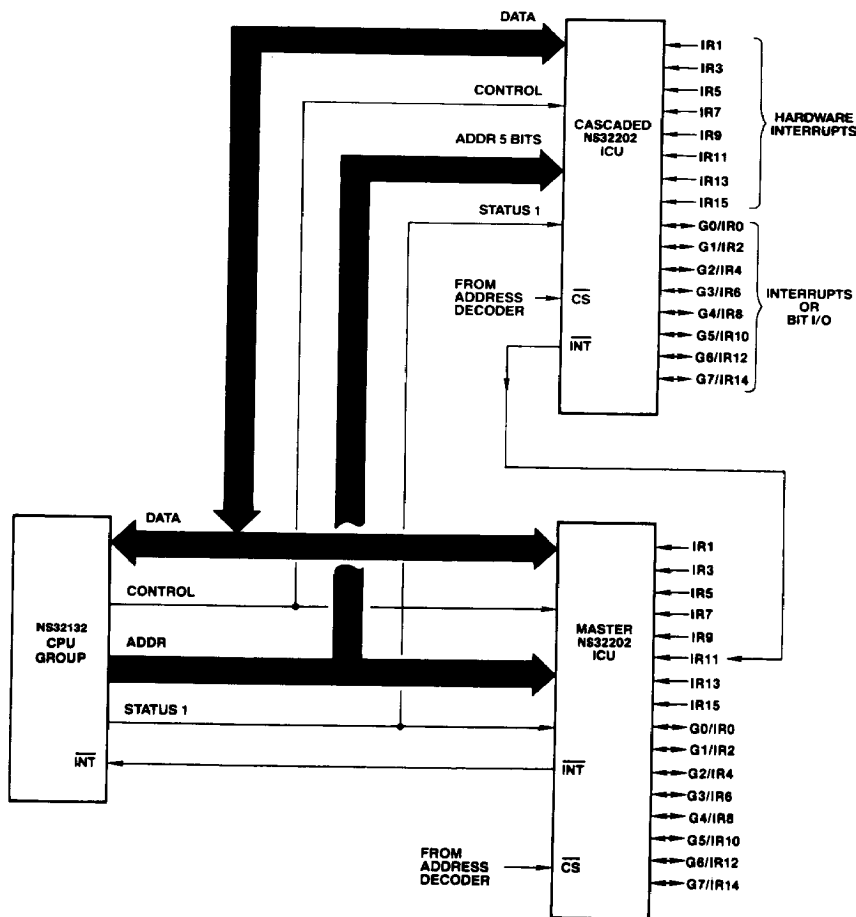 DATA
CONTROL
ADDR 5 BITS
STATUS 1
FROM
ADDRESS
DECODER
CASCADED
NS32202
ICU
CS
INT
IR1
IR3
IR5
IR7
IR9
IR11
IR13
IR15
G0/IR0
G1/IR2
G2/IR4
G3/IR6
G4/IR8
G5/IR10
G6/IR12
G7/IR14
HARDWARE
INTERRUPTS
INTERRUPTS
OR
BIT I/O
NS32132
CPU
GROUP
INT
DATA
CONTROL
ADDR
STATUS 1
FROM
ADDRESS
DECODER
MASTER
NS32202
ICU
INT
CS
IR1
IR3
IR5
IR7
IR9
IR11
IR13
IR15
G0/IR0
G1/IR2
G2/IR4
G3/IR6
G4/IR8
G5/IR10
G6/IR12
G7/IR14